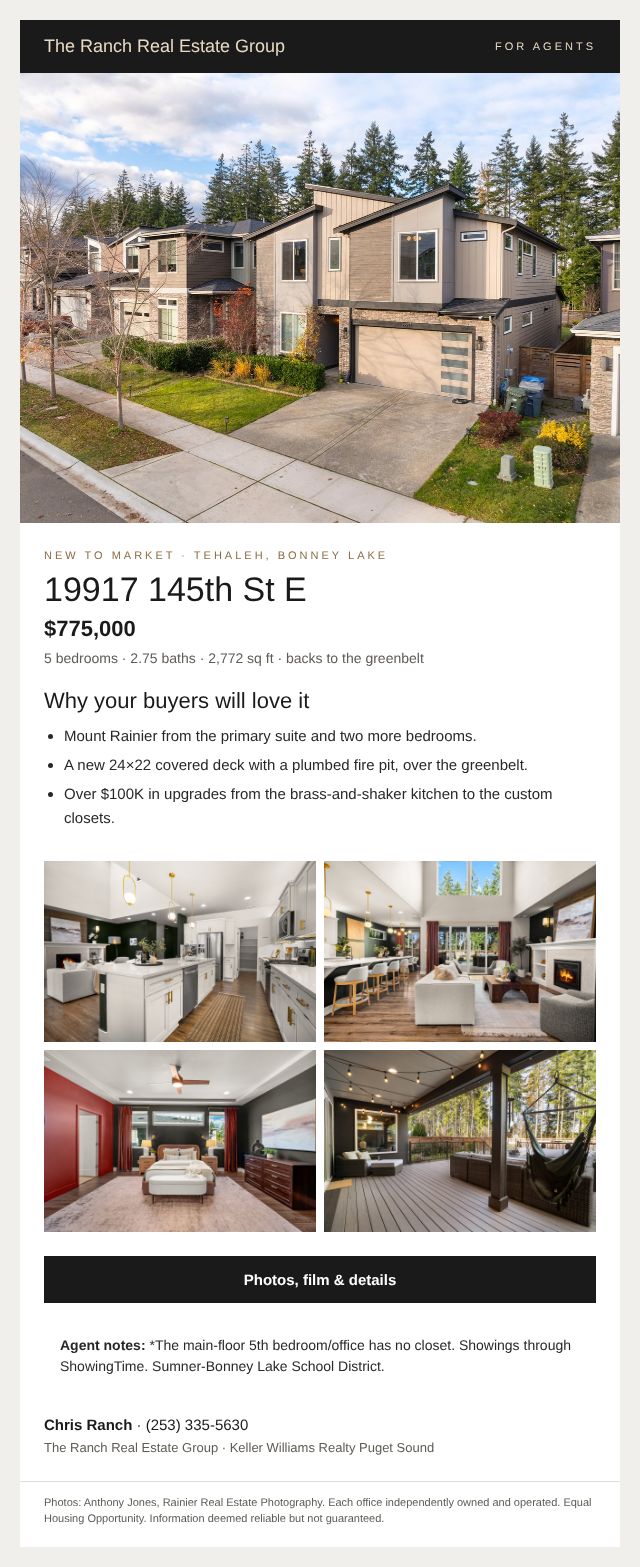 The Ranch Real Estate Group
FOR AGENTS
NEW TO MARKET · TEHALEH, BONNEY LAKE
19917 145th St E
$775,000
5 bedrooms · 2.75 baths · 2,772 sq ft · backs to the greenbelt
Why your buyers will love it
• Mount Rainier from the primary suite and two more bedrooms.
• A new 24×22 covered deck with a plumbed fire pit, over the greenbelt.
• Over $100K in upgrades from the brass-and-shaker kitchen to the custom
closets.
Photos, film & details
Agent notes: *The main-floor 5th bedroom/office has no closet. Showings through
ShowingTime. Sumner-Bonney Lake School District.
Chris Ranch · (253) 335-5630
The Ranch Real Estate Group · Keller Williams Realty Puget Sound
Photos: Anthony Jones, Rainier Real Estate Photography. Each office independently owned and operated. Equal
Housing Opportunity. Information deemed reliable but not guaranteed.